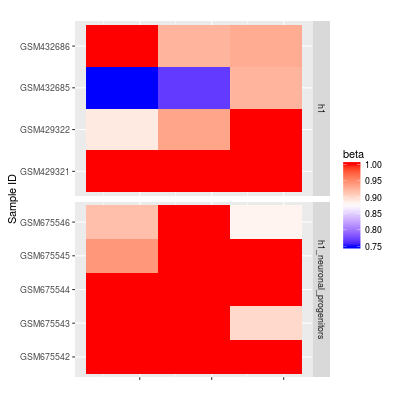 Sample ID
GSM432686
GSM432685
GSM429322
GSM429321
h1
GSM675546
GSM675545
GSM675544
GSM675543
GSM675542
h1_neuronal_progenitors
beta
1.00
0.95
0.90
0.85
0.80
0.75